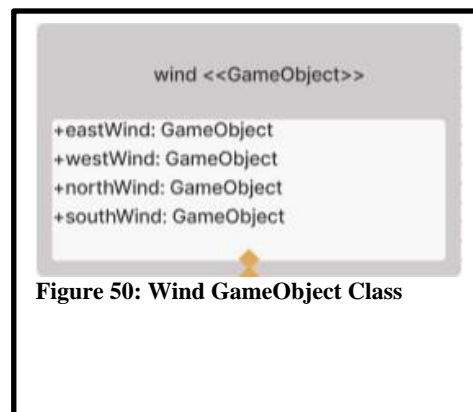 wind <<GameObject>>
+eastWind: GameObject
+westWind: GameObject
+northWind: GameObject
+southWind: GameObject
Figure 50: Wind GameObject Class